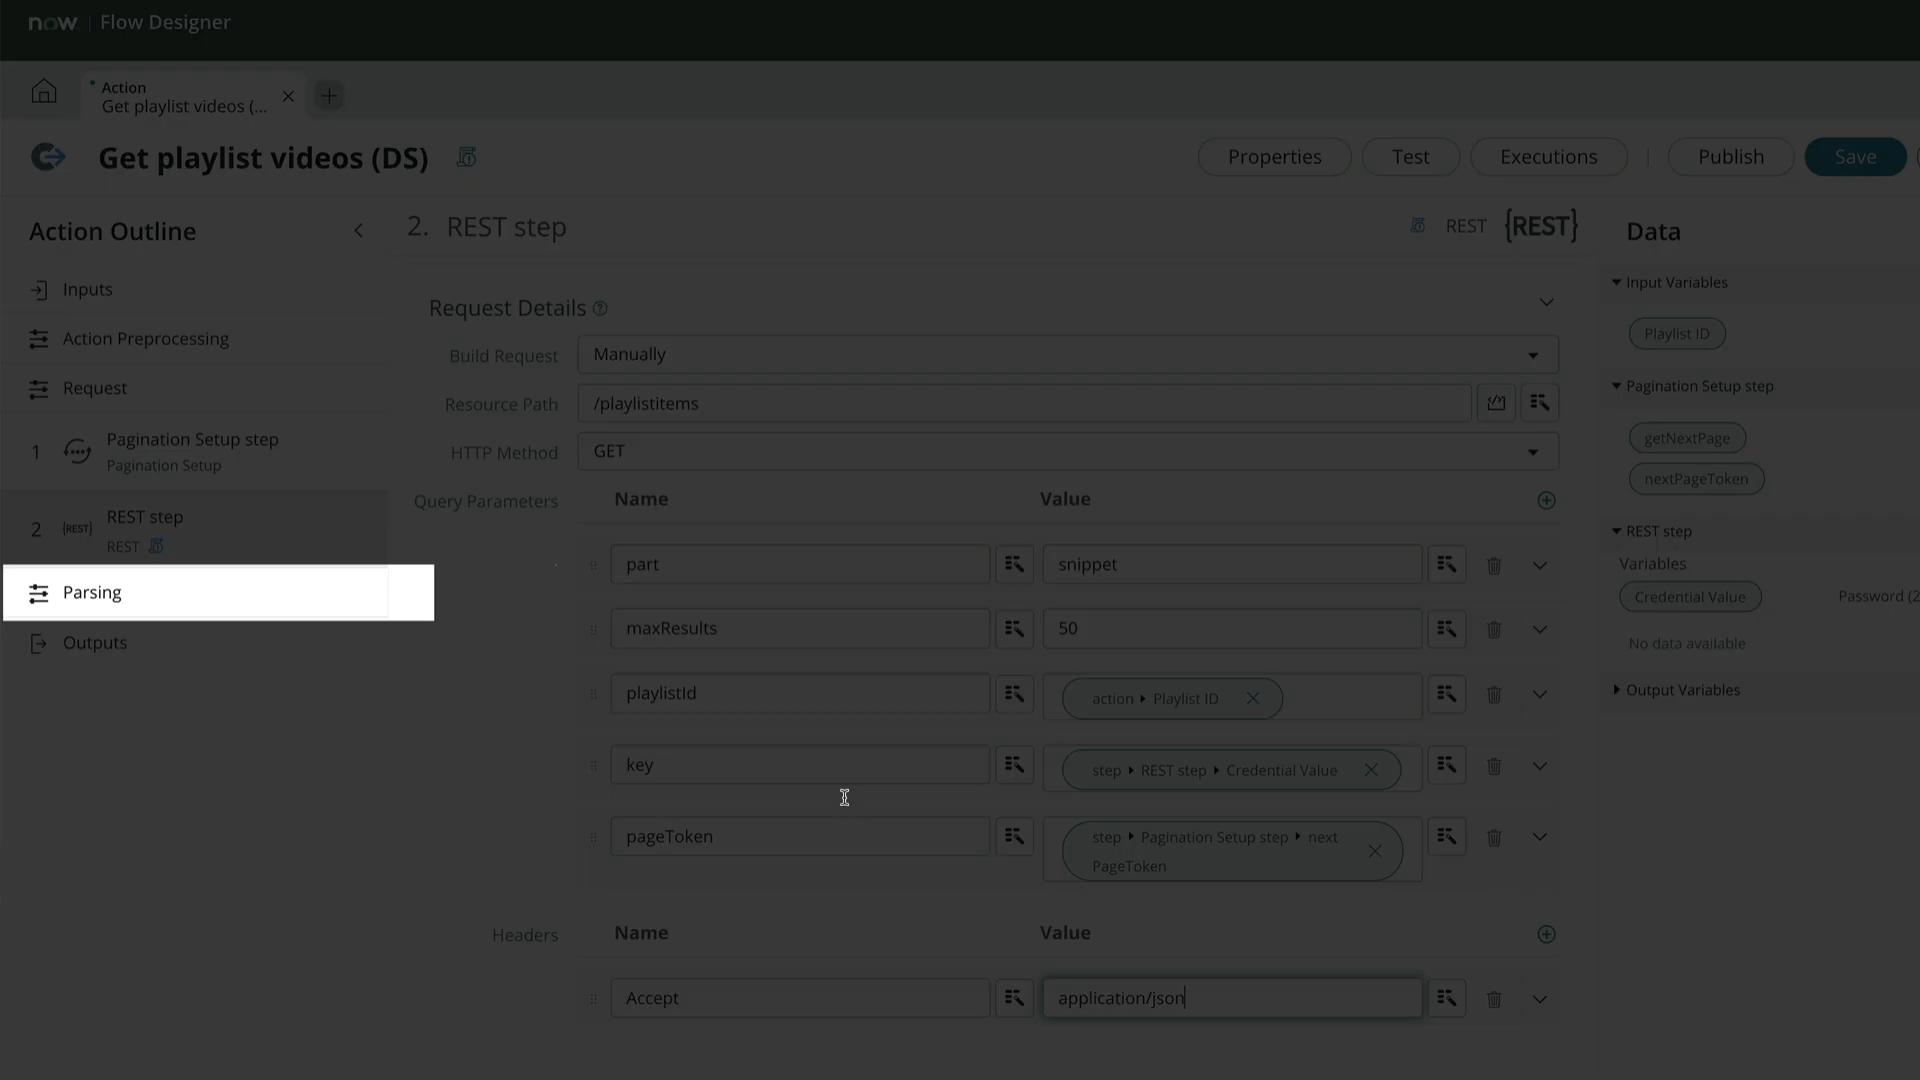 now. | Flow Designer
Action
Get playlist videos (...
Get playlist videos (DS)
Properties
Test
Executions
Publish
Save
Action Outline
Inputs
Action Preprocessing
Request
1
Pagination Setup step
Pagination Setup
2
{REST}
REST step
REST
Parsing
Outputs
2. REST step
REST {REST}
Request Details
Build Request
Manually
Resource Path
/playlistitems
HTTP Method
GET
Query Parameters
Name
Value
part
snippet
maxResults
50
playlistId
action Playlist ID
key
step REST step Credential Value
pageToken
step Pagination Setup step next
PageToken
Headers
Name
Value
Accept
application/json
Data
Input Variables
Playlist ID
Pagination Setup step
getNextPage
nextPageToken
REST step
Variables
Credential Value
Password (2
No data available
Output Variables